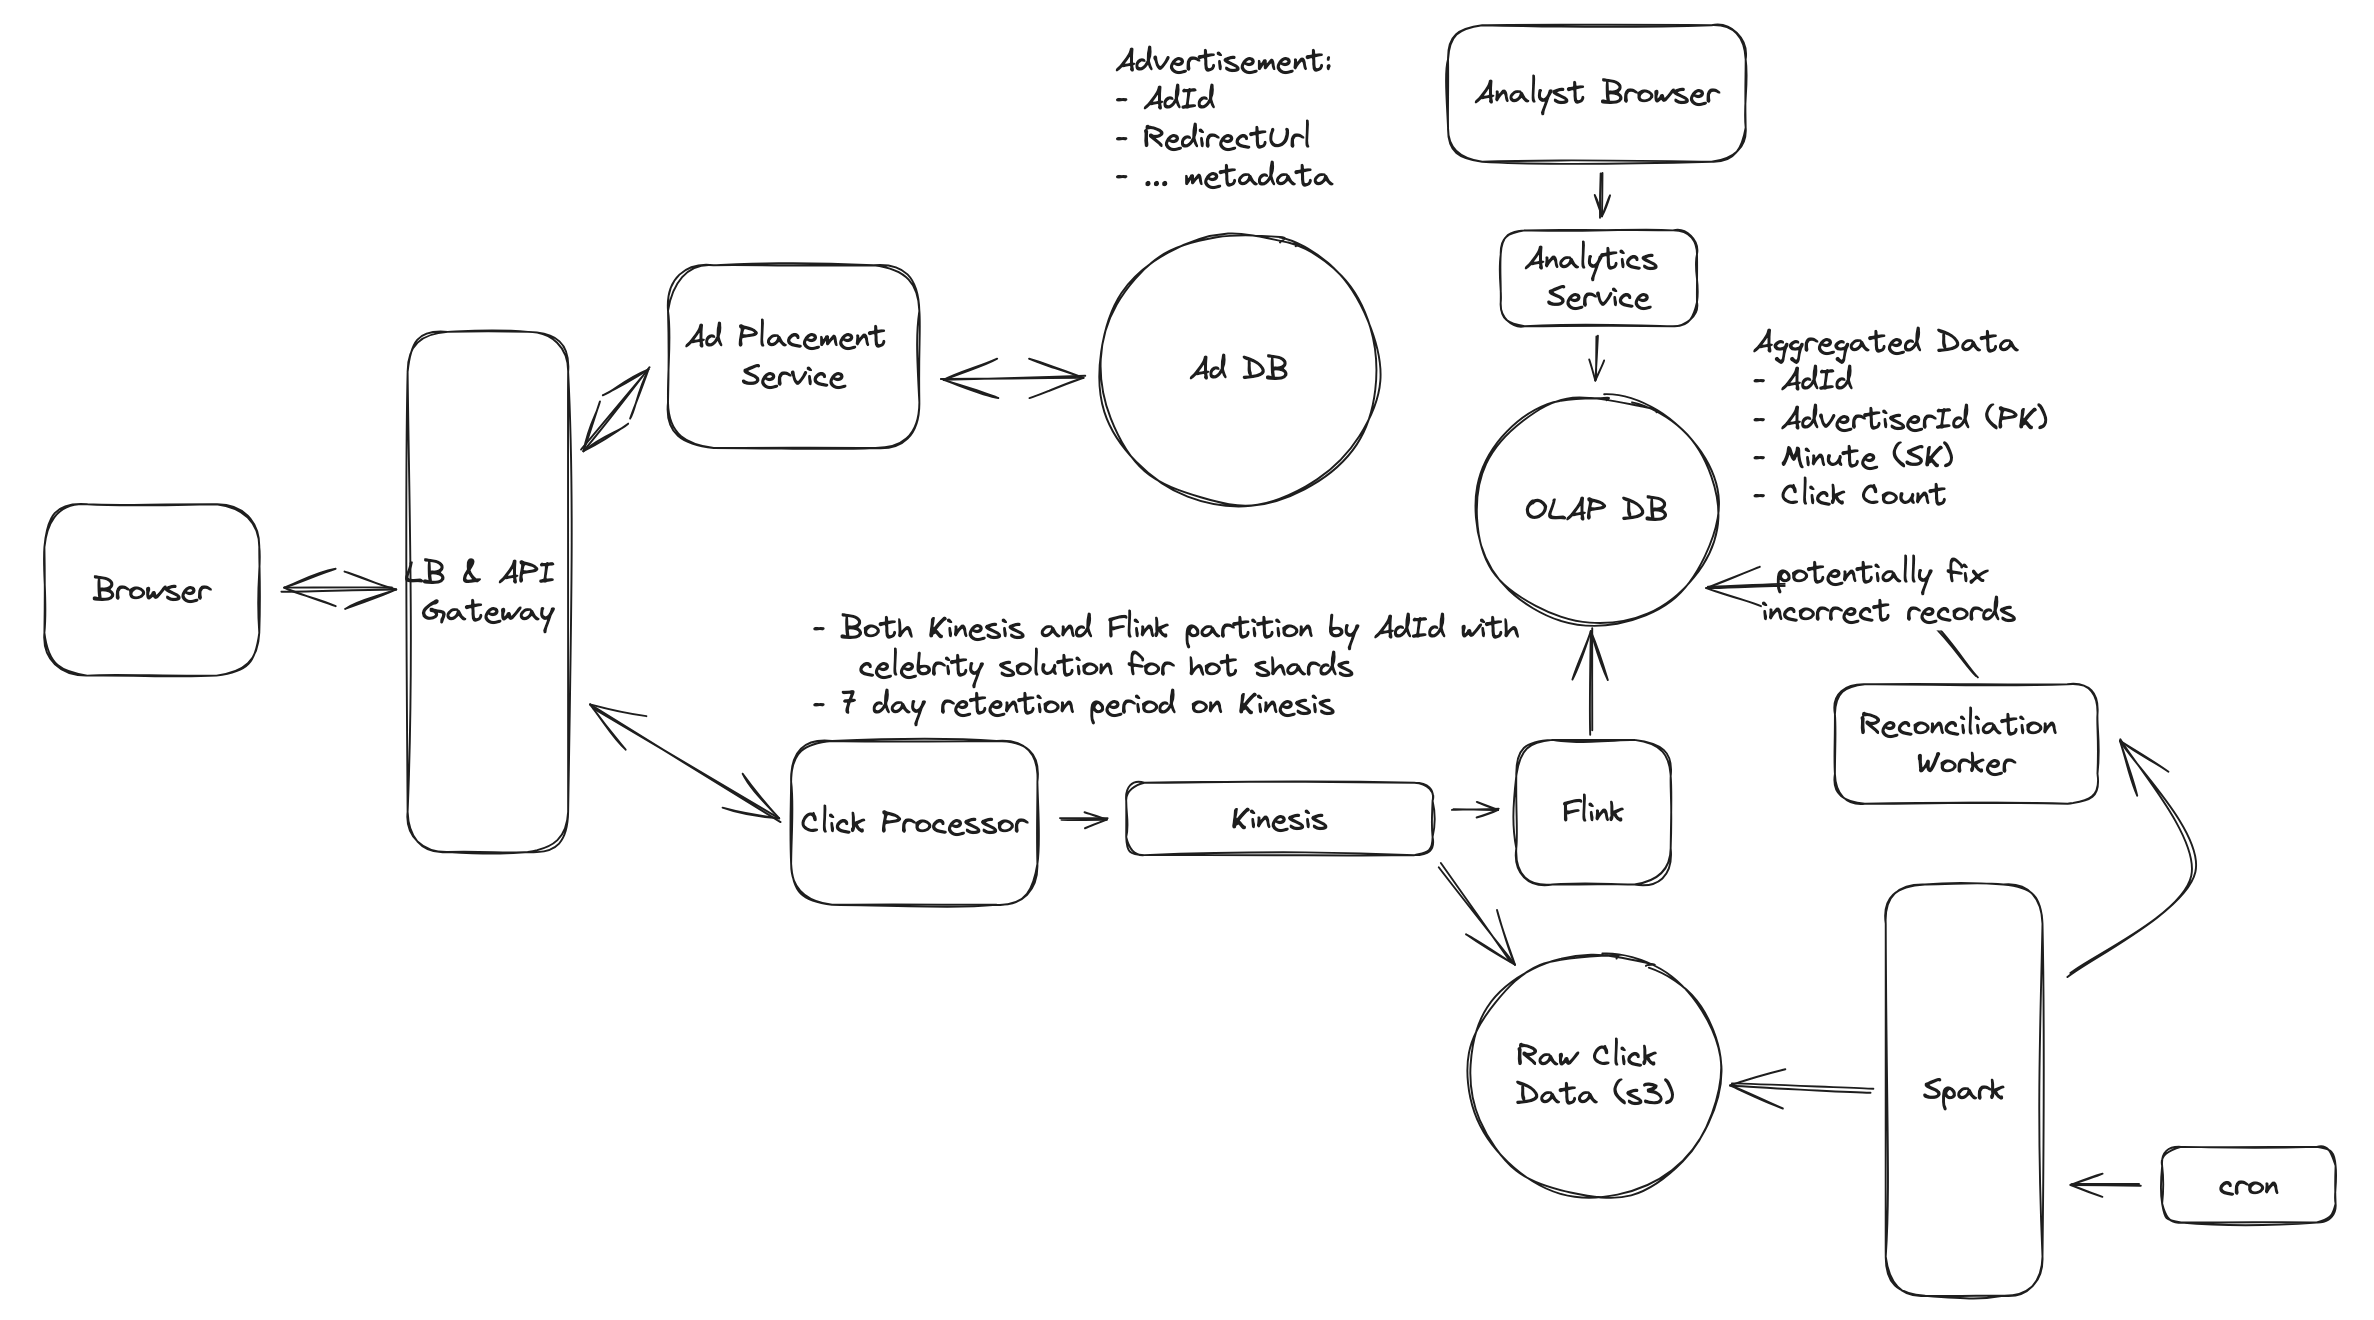 Advertisement:
- AdId
- RedirectUrl
- ... metadata
Analyst Browser
Analytics
Service
Ad Placement
Service
Ad DB
Aggregated Data
- AdId
- AdvertiserId (PK)
- Minute (SK)
- Click Count
OLAP DB
Browser
LB & API
Gateway
potentially fix
incorrect records
- Both Kinesis and Flink partition by AdId with
celebrity solution for hot shards
- 7 day retention period on Kinesis
Reconciliation
Worker
Click Processor
Kinesis
Flink
Raw Click
Data (s3)
Spark
cron